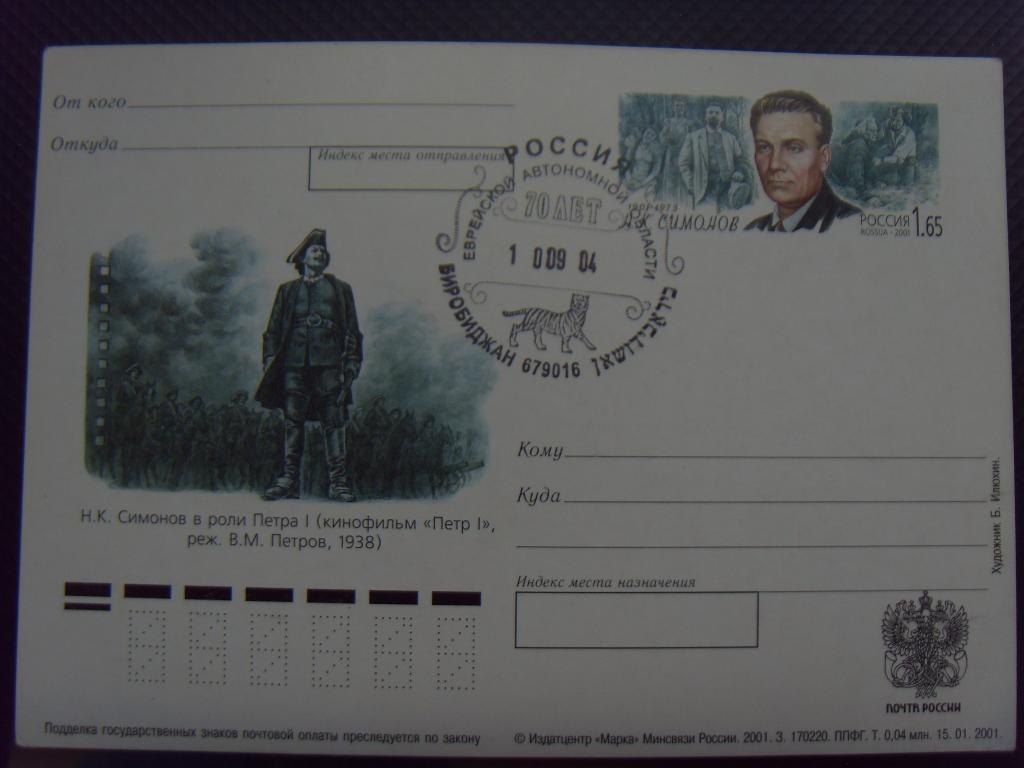 От кого
Откуда
Индекс места отправления
РОССИЯ
ЕВРЕЙСКОЙ АВТОНОМНОЙ ОБЛАСТИ
70 ЛЕТ
1 009 04
БИРОБИДЖАН 679016 ביראבידזשאן
1901-1973
Н.К. СИМОНОВ
РОССИЯ 1.65
ROSSIJA · 2001
Н.К. Симонов в роли Петра I (кинофильм «Петр I»,
реж. В.М. Петров, 1938)
Кому
Куда
Индекс места назначения
Художник Б. Илюхин.
ПОЧТА РОССИИ
Подделка государственных знаков почтовой оплаты преследуется по закону
© Издатцентр «Марка» Минсвязи России. 2001. З. 170220. ППФГ. Т. 0,04 млн. 15. 01. 2001.